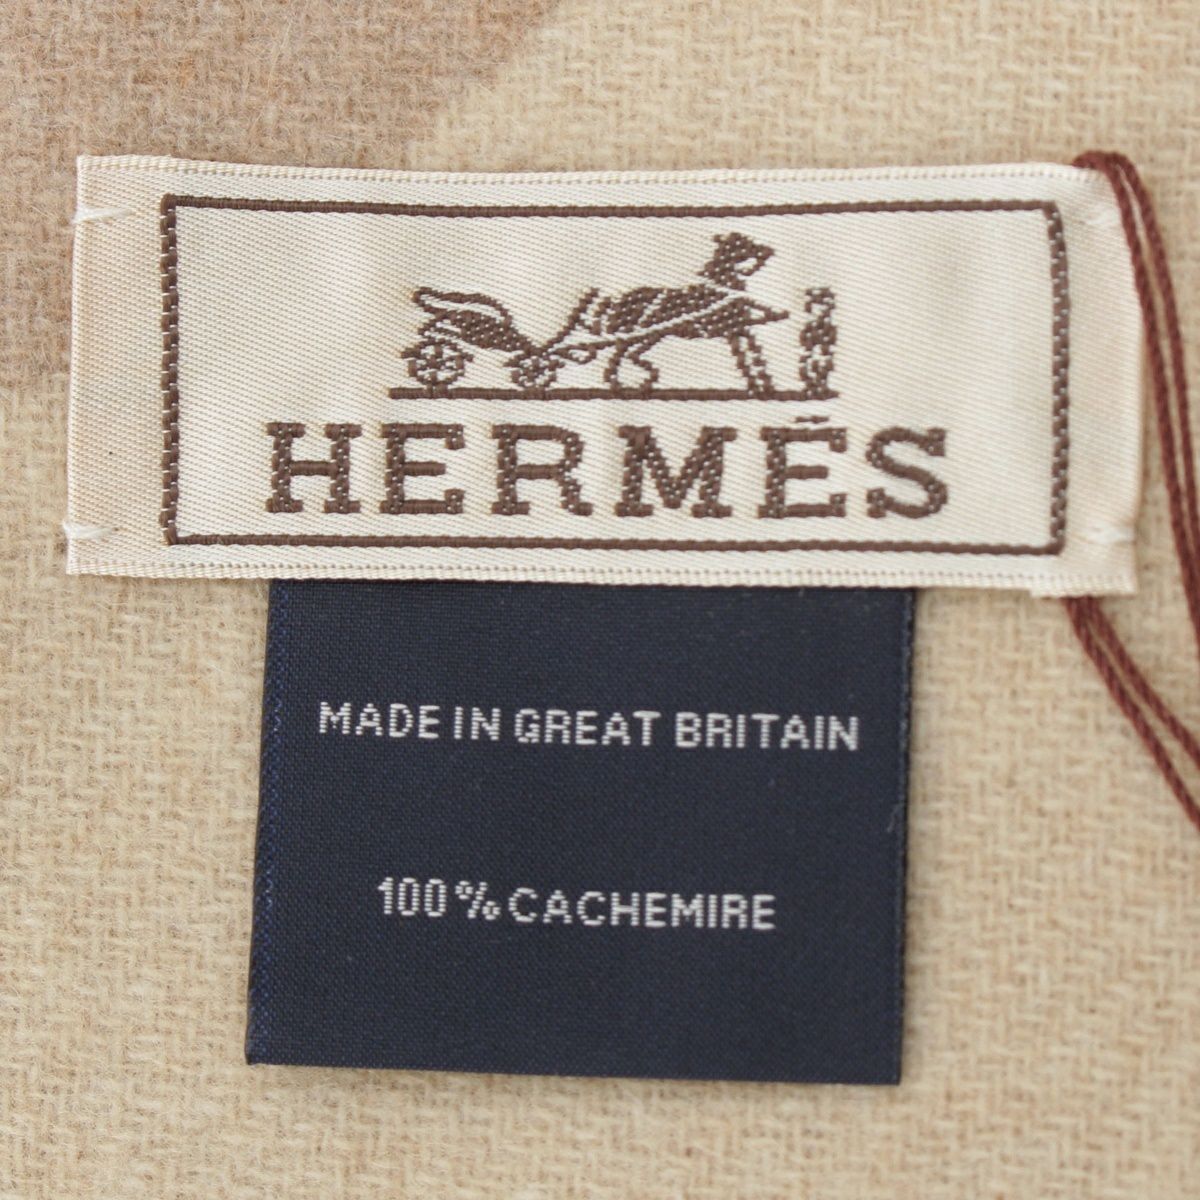 HERMÈS
MADE IN GREAT BRITAIN
100% CACHEMIRE